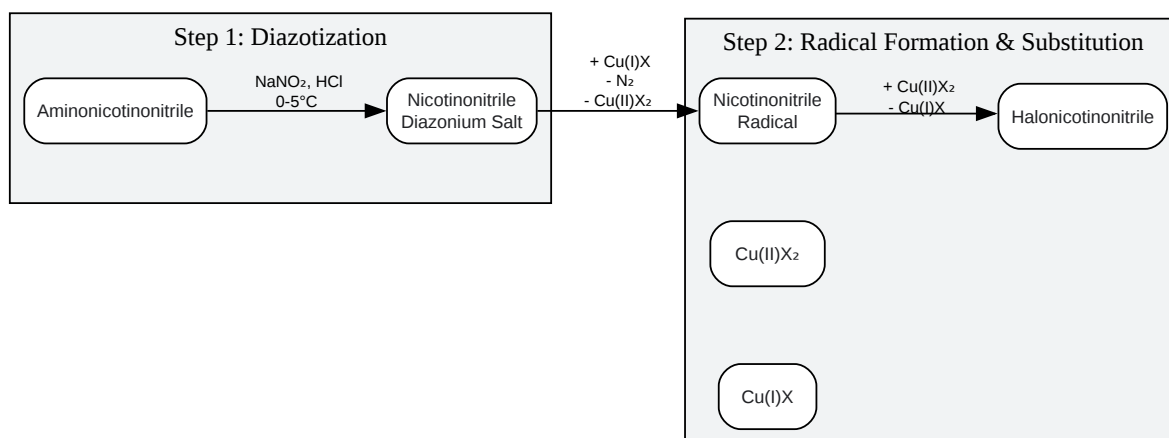 Step 1: Diazotization
Aminonicotinonitrile
NaNO₂, HCl
0-5°C
Nicotinonitrile
Diazonium Salt
+ Cu(I)X
- N₂
- Cu(II)X₂
Step 2: Radical Formation & Substitution
Nicotinonitrile
Radical
+ Cu(II)X₂
- Cu(I)X
Halonicotinonitrile
Cu(II)X₂
Cu(I)X